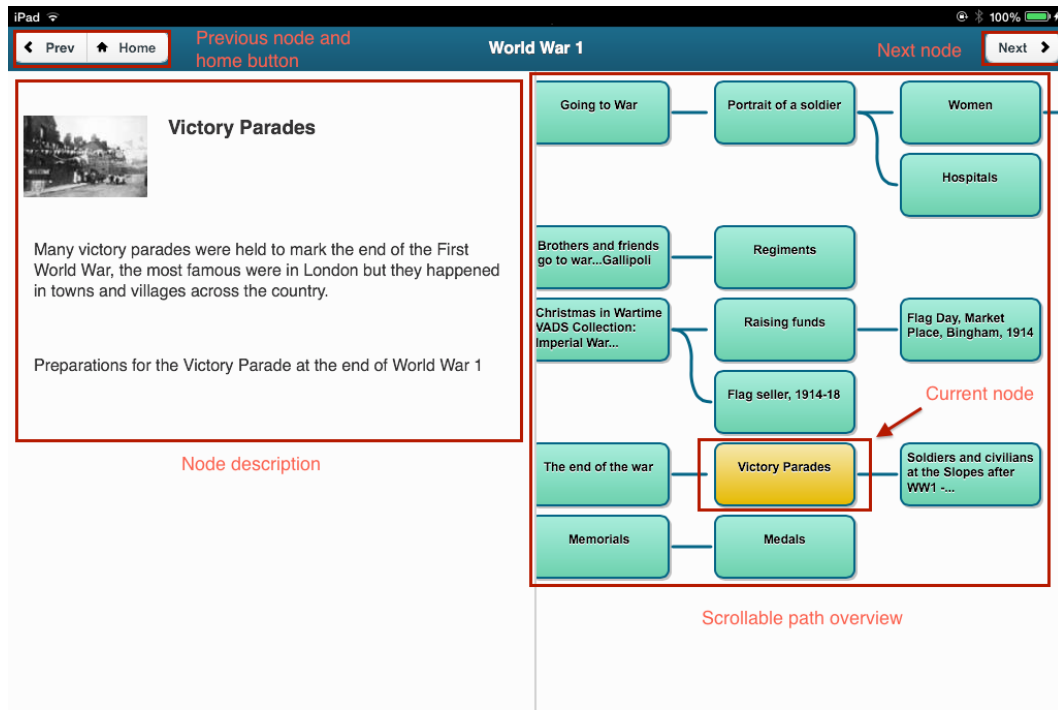 iPad 100%
Prev Home
Previous node and
home button
World War 1
Next node
Next
Victory Parades
Many victory parades were held to mark the end of the First
World War, the most famous were in London but they happened
in towns and villages across the country.
Preparations for the Victory Parade at the end of World War 1
Node description
Going to War
Portrait of a soldier
Women
Hospitals
Brothers and friends
go to war...Gallipoli
Regiments
Christmas in Wartime
VADS Collection:
Imperial War...
Raising funds
Flag Day, Market
Place, Bingham, 1914
Flag seller, 1914-18
Current node
The end of the war
Victory Parades
Soldiers and civilians
at the Slopes after
WW1 -...
Memorials
Medals
Scrollable path overview